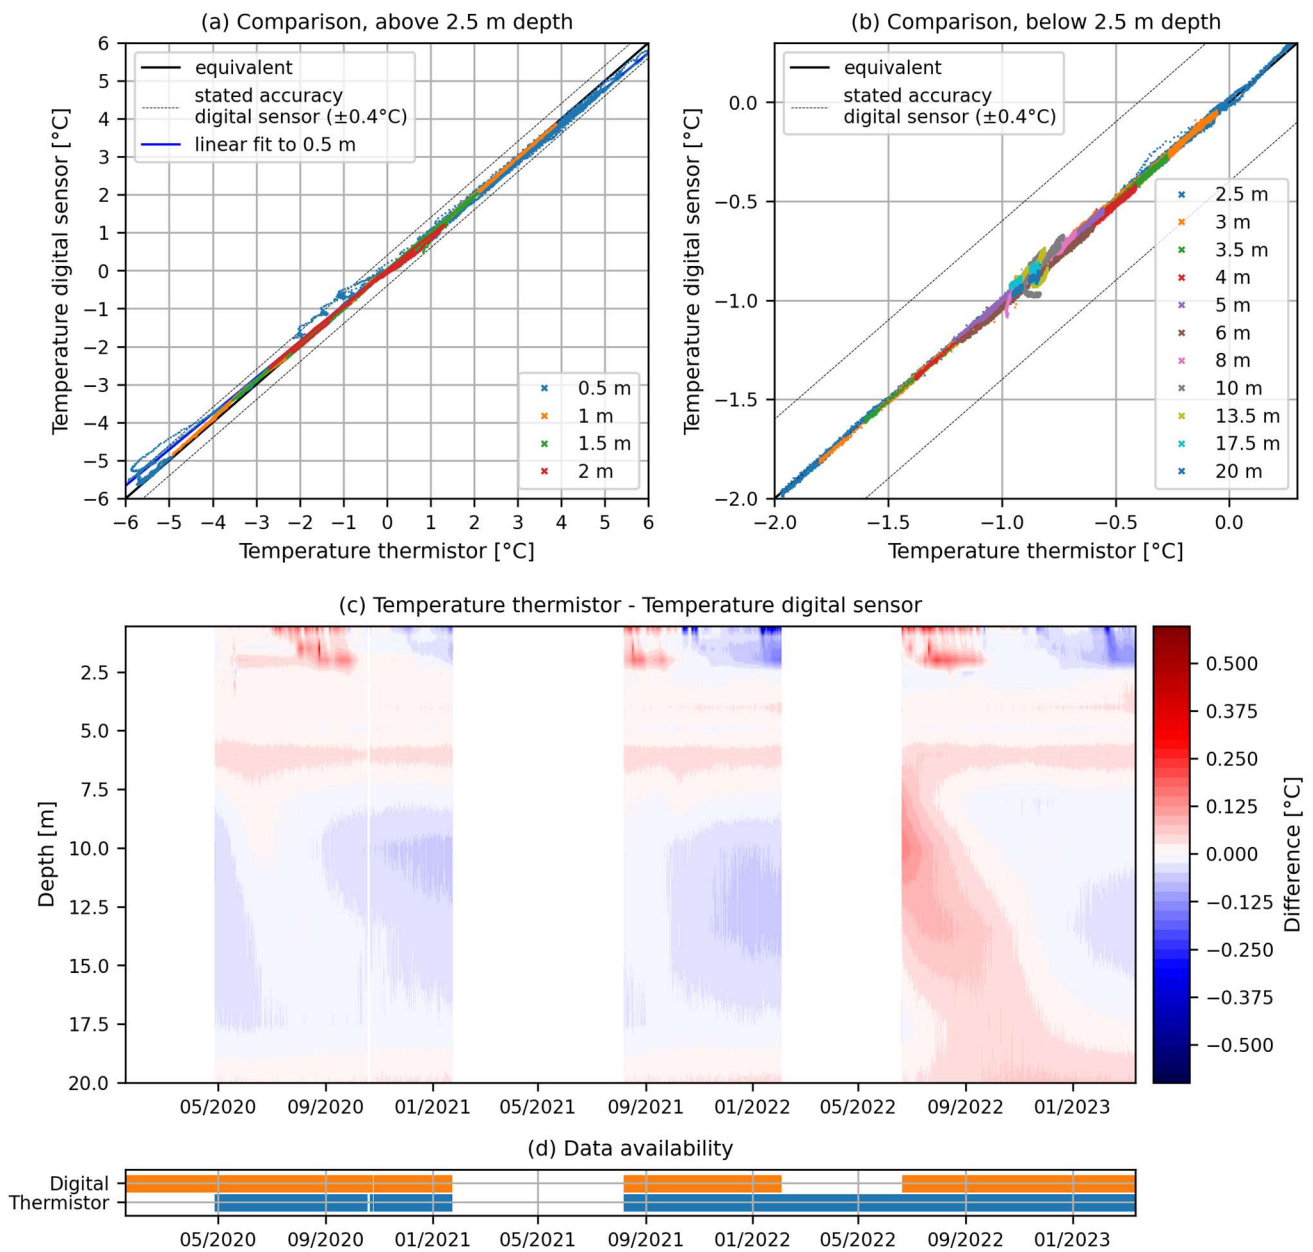 (a) Comparison, above 2.5 m depth
6
5
4
3
2
1
0
−1
−2
−3
−4
−5
−6
Temperature digital sensor [°C]
equivalent
stated accuracy
digital sensor (±0.4°C)
linear fit to 0.5 m
0.5 m
1 m
1.5 m
2 m
−6 −5 −4 −3 −2 −1 0 1 2 3 4 5 6
Temperature thermistor [°C]
(b) Comparison, below 2.5 m depth
0.0
−0.5
−1.0
−1.5
−2.0
Temperature digital sensor [°C]
equivalent
stated accuracy
digital sensor (±0.4°C)
2.5 m
3 m
3.5 m
4 m
5 m
6 m
8 m
10 m
13.5 m
17.5 m
20 m
−2.0 −1.5 −1.0 −0.5 0.0
Temperature thermistor [°C]
(c) Temperature thermistor - Temperature digital sensor
2.5
5.0
7.5
10.0
12.5
15.0
17.5
20.0
Depth [m]
05/2020 09/2020 01/2021 05/2021 09/2021 01/2022 05/2022 09/2022 01/2023
0.500
0.375
0.250
0.125
0.000
−0.125
−0.250
−0.375
−0.500
Difference [°C]
(d) Data availability
Digital
Thermistor
05/2020 09/2020 01/2021 05/2021 09/2021 01/2022 05/2022 09/2022 01/2023